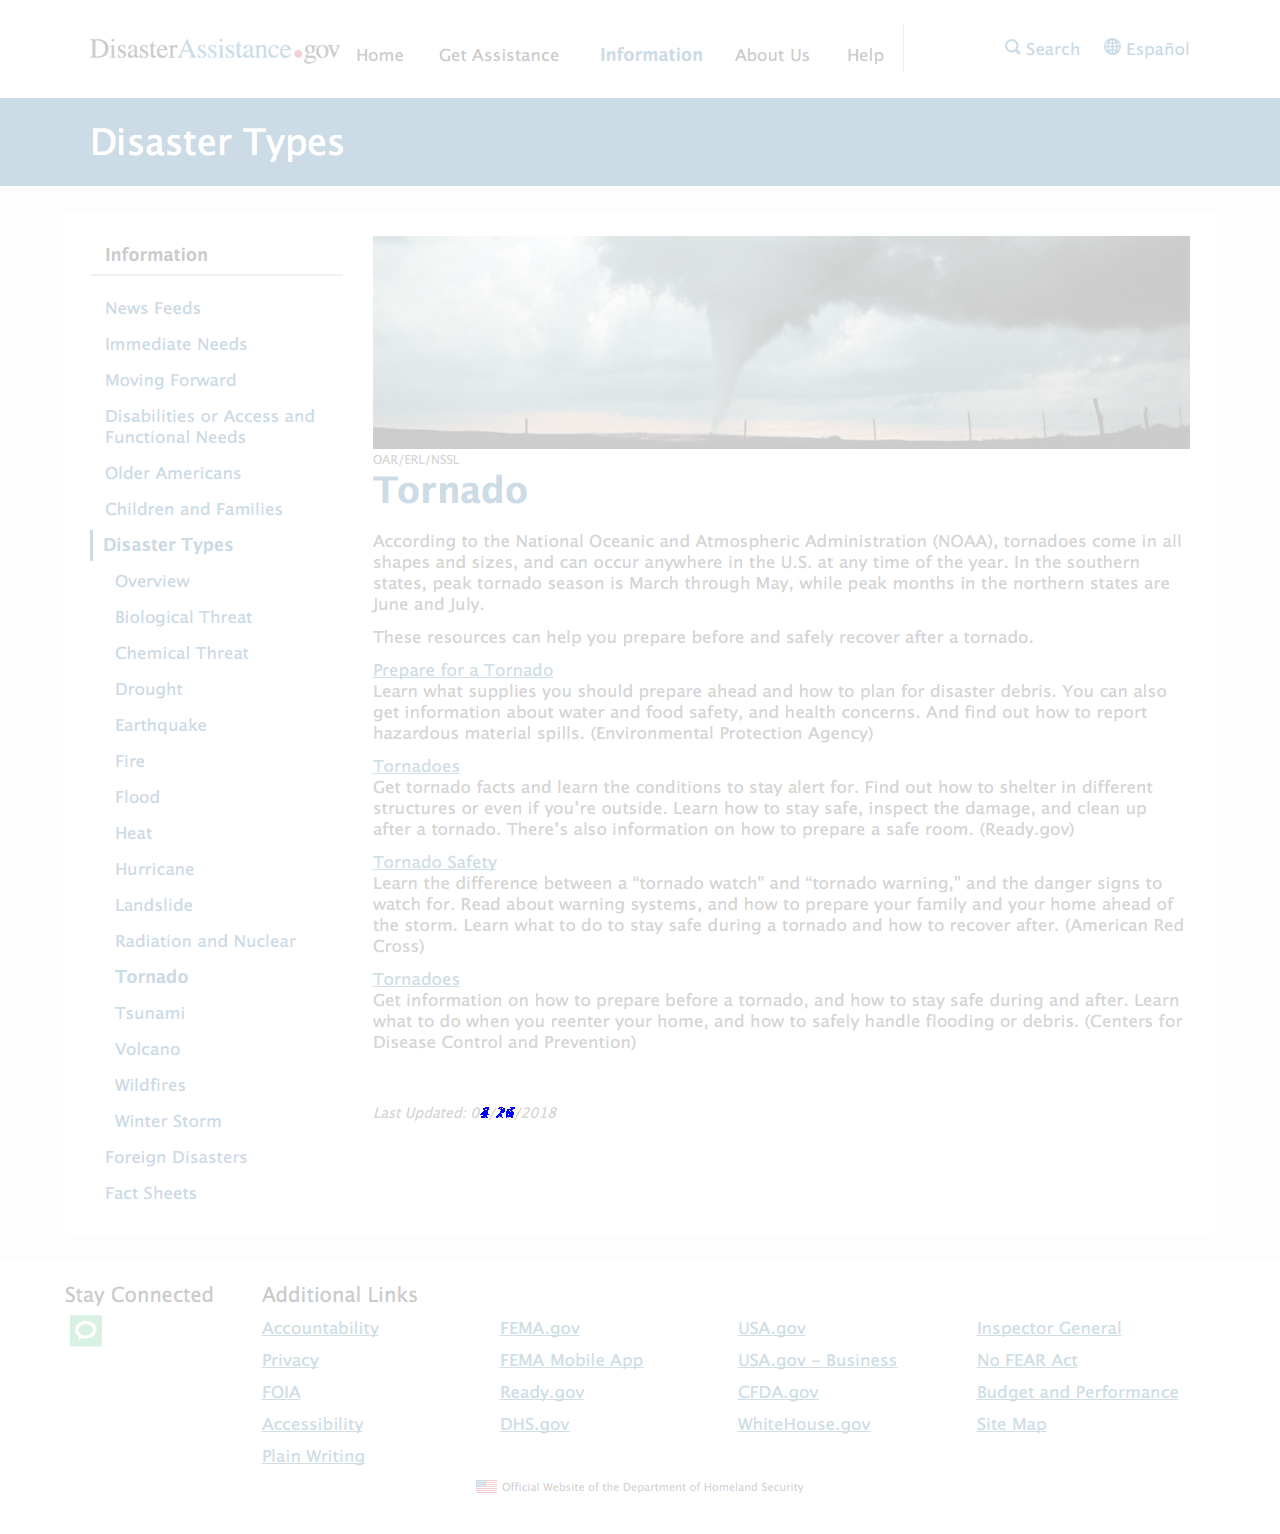 DisasterAssistance.gov Home Get Assistance Information About Us Help Search Español
Disaster Types
Information
News Feeds
Immediate Needs
Moving Forward
Disabilities or Access and
Functional Needs
Older Americans
Children and Families
Disaster Types
Overview
Biological Threat
Chemical Threat
Drought
Earthquake
Fire
Flood
Heat
Hurricane
Landslide
Radiation and Nuclear
Tornado
Tsunami
Volcano
Wildfires
Winter Storm
Foreign Disasters
Fact Sheets
OAR/ERL/NSSL
Tornado
According to the National Oceanic and Atmospheric Administration (NOAA), tornadoes come in all
shapes and sizes, and can occur anywhere in the U.S. at any time of the year. In the southern
states, peak tornado season is March through May, while peak months in the northern states are
June and July.
These resources can help you prepare before and safely recover after a tornado.
Prepare for a Tornado
Learn what supplies you should prepare ahead and how to plan for disaster debris. You can also
get information about water and food safety, and health concerns. And find out how to report
hazardous material spills. (Environmental Protection Agency)
Tornadoes
Get tornado facts and learn the conditions to stay alert for. Find out how to shelter in different
structures or even if you’re outside. Learn how to stay safe, inspect the damage, and clean up
after a tornado. There’s also information on how to prepare a safe room. (Ready.gov)
Tornado Safety
Learn the difference between a “tornado watch” and “tornado warning,” and the danger signs to
watch for. Read about warning systems, and how to prepare your family and your home ahead of
the storm. Learn what to do to stay safe during a tornado and how to recover after. (American Red
Cross)
Tornadoes
Get information on how to prepare before a tornado, and how to stay safe during and after. Learn
what to do when you reenter your home, and how to safely handle flooding or debris. (Centers for
Disease Control and Prevention)
Last Updated:
Stay Connected
Additional Links
Accountability FEMA.gov USA.gov Inspector General
Privacy FEMA Mobile App USA.gov – Business No FEAR Act
FOIA Ready.gov CFDA.gov Budget and Performance
Accessibility DHS.gov WhiteHouse.gov Site Map
Plain Writing
Official Website of the Department of Homeland Security